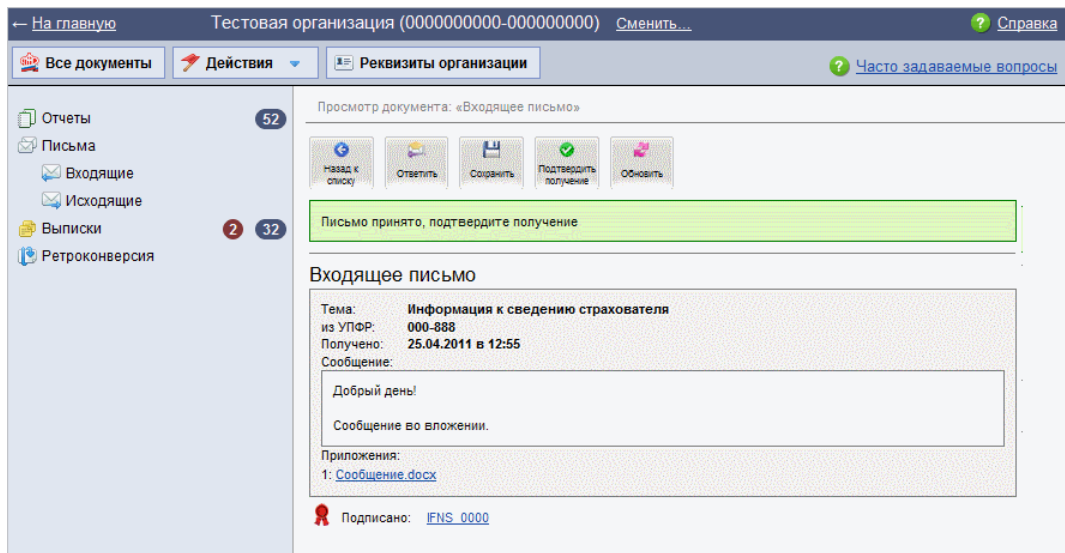 ← На главную Тестовая организация (0000000000-000000000) Сменить... ? Справка
Все документы Действия Реквизиты организации ? Часто задаваемые вопросы
Отчеты 52
Письма
Входящие
Исходящие
Выписки 2 32
Ретроконверсия
Просмотр документа: «Входящее письмо»
Назад к
списку
Ответить
Сохранить
Подтвердить
получение
Обновить
Письмо принято, подтвердите получение
Входящее письмо
Тема: Информация к сведению страхователя
из УПФР: 000-888
Получено: 25.04.2011 в 12:55
Сообщение:
Добрый день!
Сообщение во вложении.
Приложения:
1: Сообщение.docx
Подписано: IFNS_0000